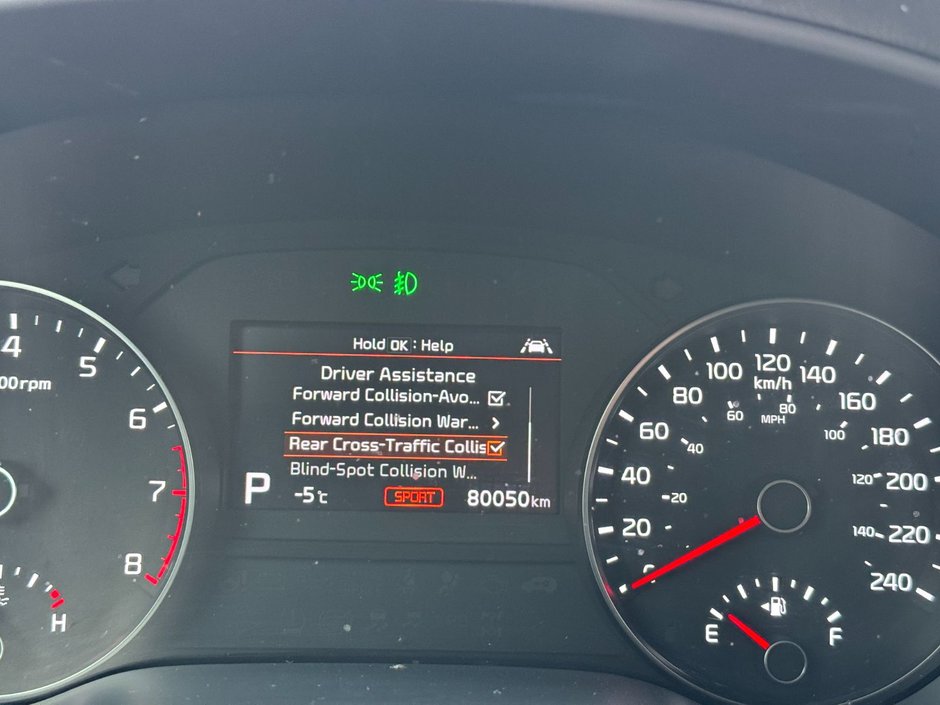 Hold OK : Help
Driver Assistance
Forward Collision-Avo...
Forward Collision War...
Rear Cross-Traffic Collis
Blind-Spot Collision W...
P
-5℃
SPORT
80050km
4
5
6
7
8
00rpm
H
20
40
60
80
100
120
140
160
180
200
220
240
km/h
20
40
60
80
100
120
140
MPH
E
F